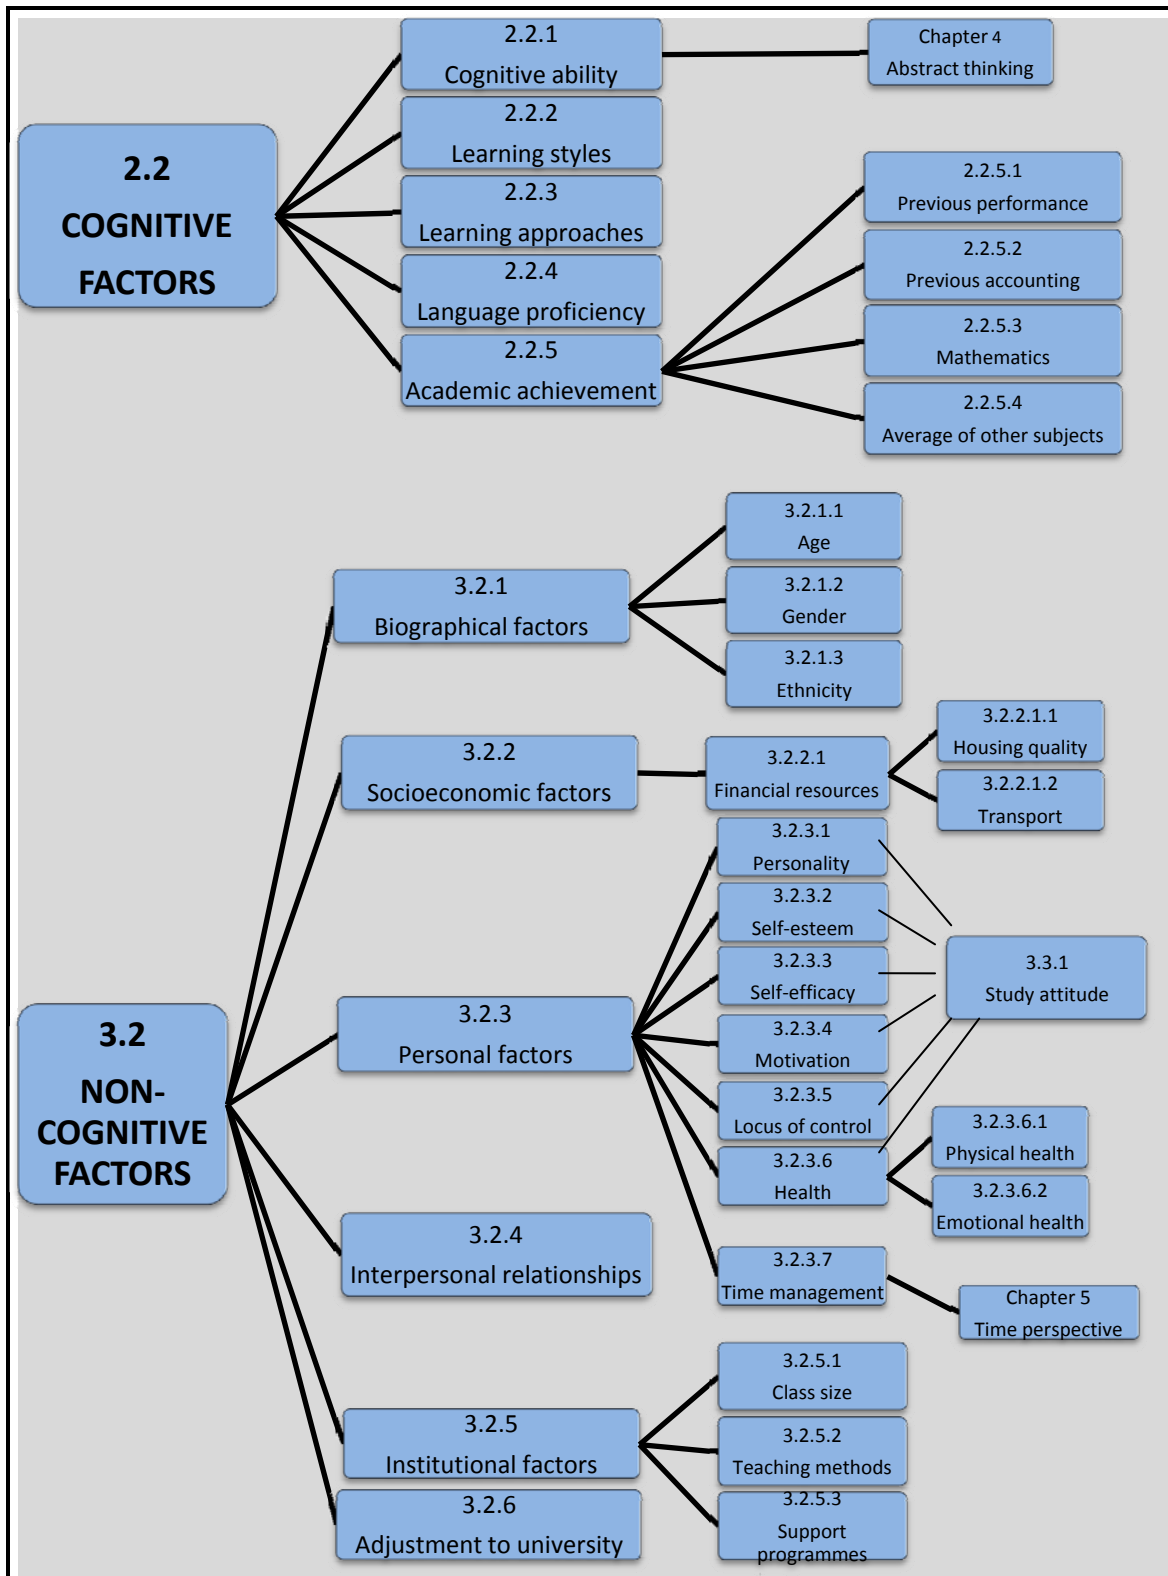 2.2
COGNITIVE
FACTORS
2.2.1
Cognitive ability
2.2.2
Learning styles
2.2.3
Learning approaches
2.2.4
Language proficiency
2.2.5
Academic achievement
Chapter 4
Abstract thinking
2.2.5.1
Previous performance
2.2.5.2
Previous accounting
2.2.5.3
Mathematics
2.2.5.4
Average of other subjects
3.2
NON-
COGNITIVE
FACTORS
3.2.1
Biographical factors
3.2.1.1
Age
3.2.1.2
Gender
3.2.1.3
Ethnicity
3.2.2
Socioeconomic factors
3.2.2.1
Financial resources
3.2.2.1.1
Housing quality
3.2.2.1.2
Transport
3.2.3
Personal factors
3.2.3.1
Personality
3.2.3.2
Self-esteem
3.2.3.3
Self-efficacy
3.2.3.4
Motivation
3.2.3.5
Locus of control
3.2.3.6
Health
3.3.1
Study attitude
3.2.3.6.1
Physical health
3.2.3.6.2
Emotional health
3.2.3.7
Time management
Chapter 5
Time perspective
3.2.4
Interpersonal relationships
3.2.5
Institutional factors
3.2.5.1
Class size
3.2.5.2
Teaching methods
3.2.5.3
Support
programmes
3.2.6
Adjustment to university